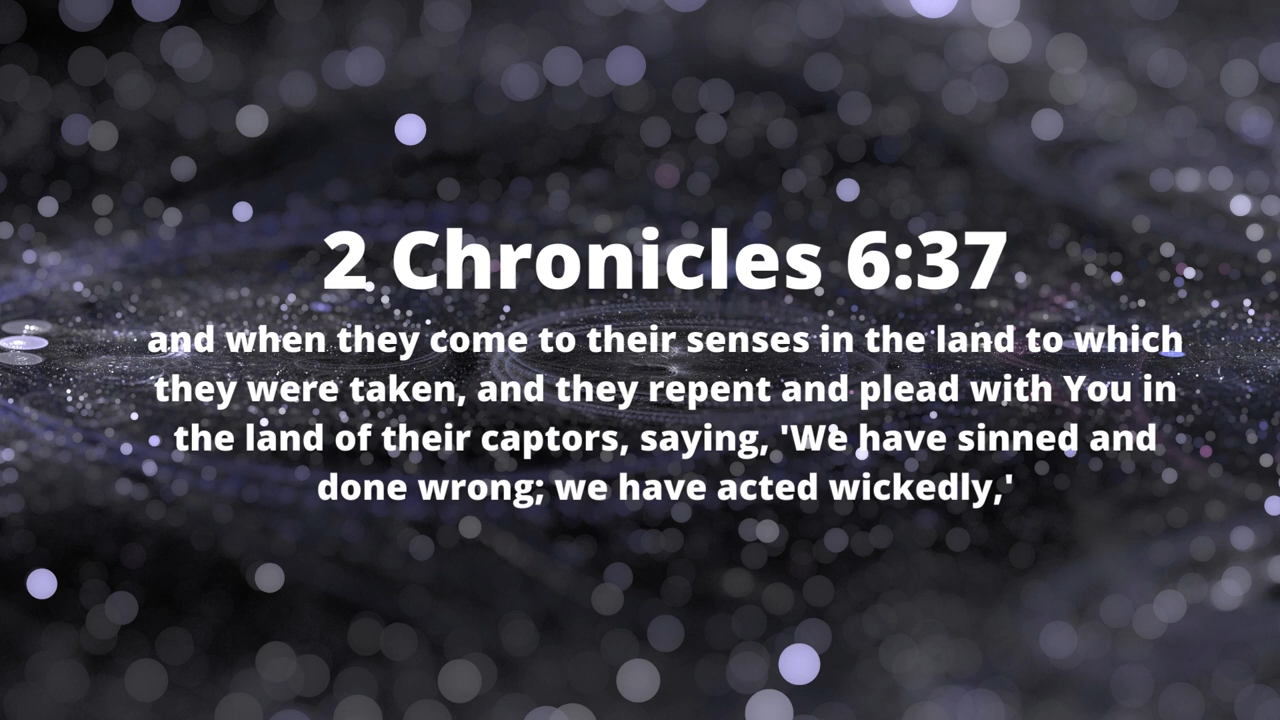 2 Chronicles 6:37
and when they come to their senses in the land to which
they were taken, and they repent and plead with You in
the land of their captors, saying, 'We have sinned and
done wrong; we have acted wickedly,'